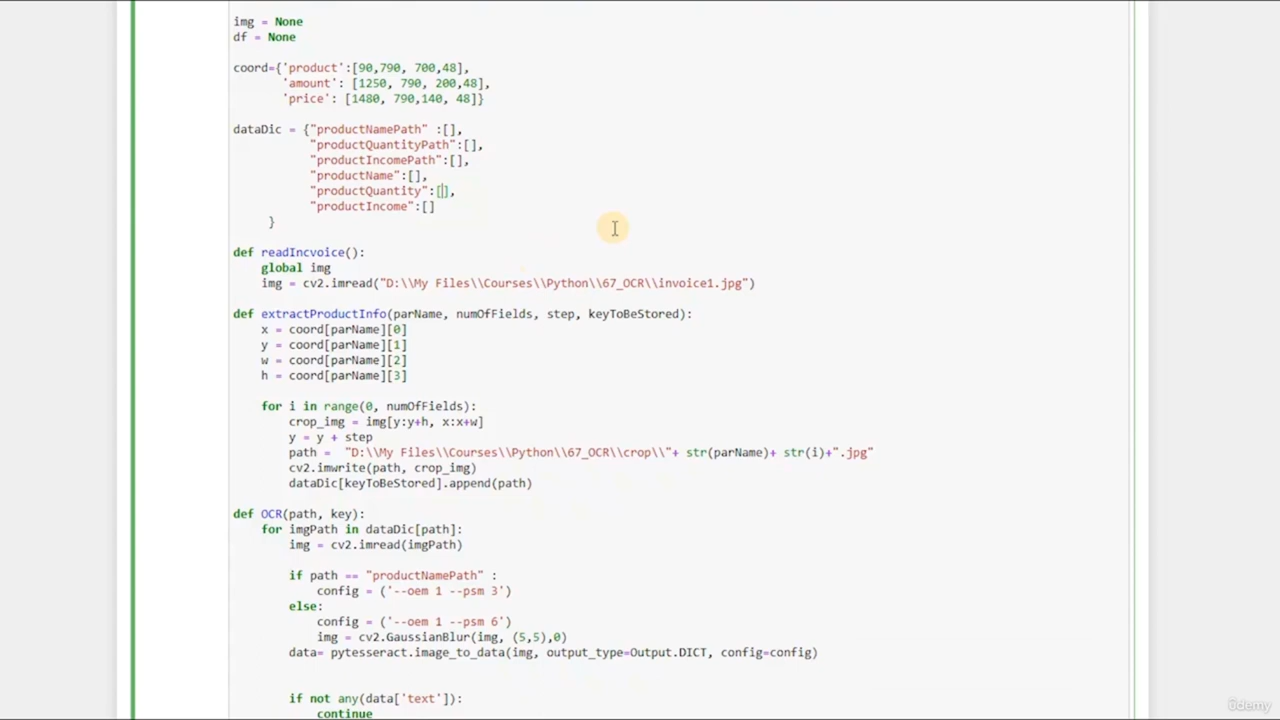 img = None
df = None
coord={'product':[90,790, 700,48],
'amount': [1250, 790, 200,48],
'price': [1480, 790,140, 48]}
dataDic = {"productNamePath" :[],
"productQuantityPath":[],
"productIncomePath":[],
"productName":[],
"productQuantity":[],
"productIncome":[]
}
def readIncvoice():
global img
img = cv2.imread("D:\\My Files\\Courses\\Python\\67_OCR\\invoice1.jpg")
def extractProductInfo(parName, numOfFields, step, keyToBeStored):
x = coord[parName][0]
y = coord[parName][1]
w = coord[parName][2]
h = coord[parName][3]
for i in range(0, numOfFields):
crop_img = img[y:y+h, x:x+w]
y = y + step
path =  "D:\\My Files\\Courses\\Python\\67_OCR\\crop\\"+ str(parName)+ str(i)+".jpg"
cv2.imwrite(path, crop_img)
dataDic[keyToBeStored].append(path)
def OCR(path, key):
for imgPath in dataDic[path]:
img = cv2.imread(imgPath)
if path == "productNamePath" :
config = ('--oem 1 --psm 3')
else:
config = ('--oem 1 --psm 6')
img = cv2.GaussianBlur(img, (5,5),0)
data= pytesseract.image_to_data(img, output_type=Output.DICT, config=config)
if not any(data['text']):
continue
ûdemy